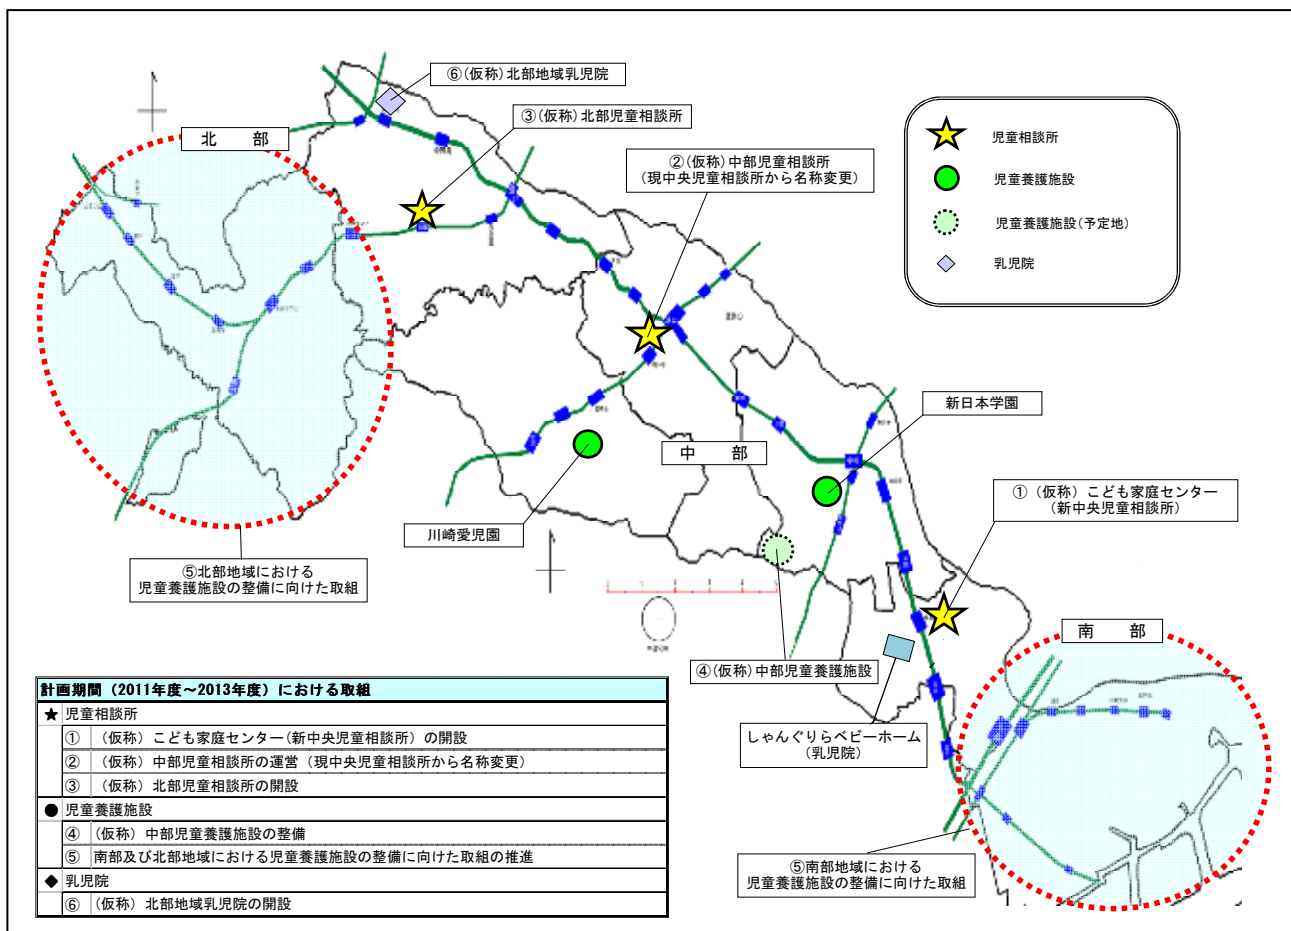 ⑥(仮称)北部地域乳児院
北　部
③(仮称)北部児童相談所
②(仮称)中部児童相談所
(現中央児童相談所から名称変更)
児童相談所
児童養護施設
児童養護施設(予定地)
乳児院
新日本学園
中　部
①(仮称)こども家庭センター
(新中央児童相談所)
川崎愛児園
⑤北部地域における
児童養護施設の整備に向けた取組
南　部
④(仮称)中部児童養護施設
しゃんぐりらベビーホーム
(乳児院)
⑤南部地域における
児童養護施設の整備に向けた取組
計画期間（2011年度～2013年度）における取組
★ 児童相談所
① （仮称）こども家庭センター(新中央児童相談所）の開設
② （仮称）中部児童相談所の運営（現中央児童相談所から名称変更）
③ （仮称）北部児童相談所の開設
● 児童養護施設
④ （仮称）中部児童養護施設の整備
⑤ 南部及び北部地域における児童養護施設の整備に向けた取組の推進
◆ 乳児院
⑥ （仮称）北部地域乳児院の開設